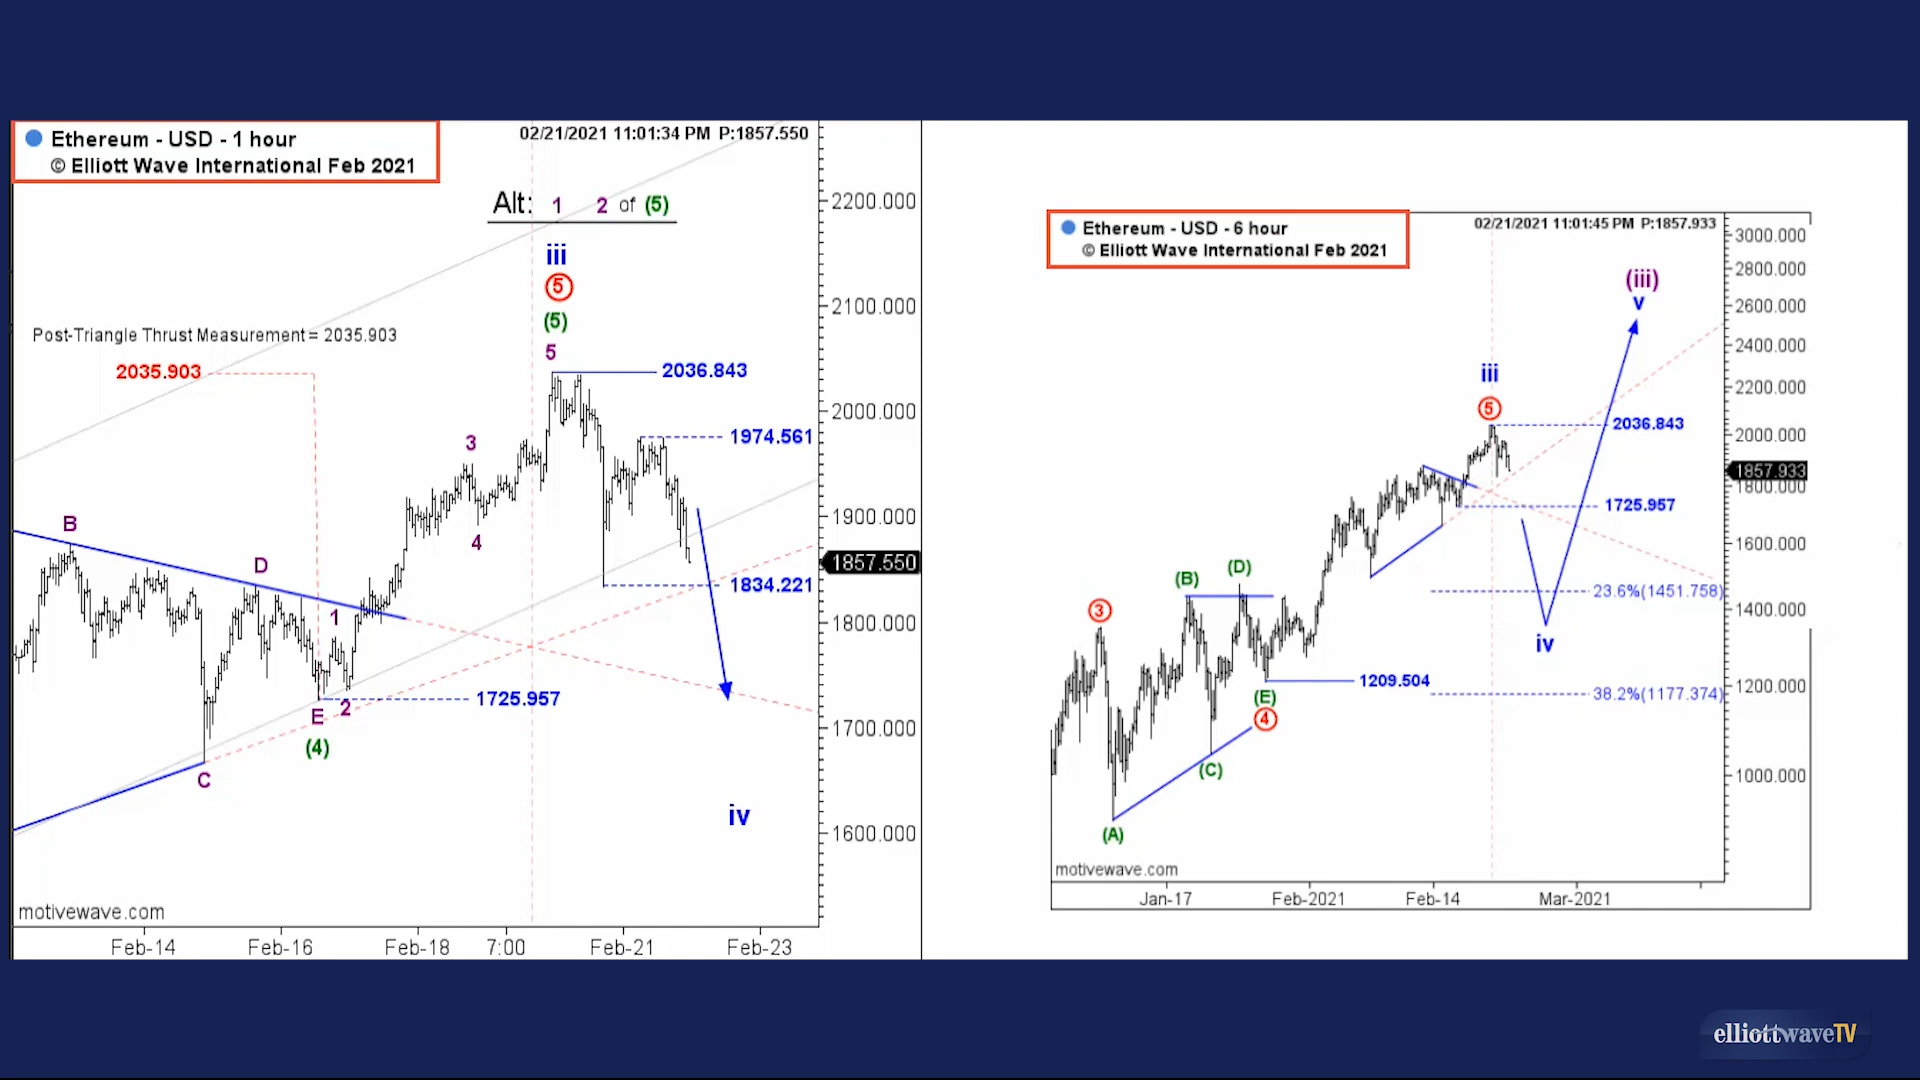 Ethereum - USD - 1 hour
© Elliott Wave International Feb 2021
02/21/2021 11:01:34 PM P:1857.550
Alt: 1 2 of (5)
iii
5
(5)
5
Post-Triangle Thrust Measurement = 2035.903
2035.903
2036.843
1974.561
3
4
B
D
1
1834.221
1725.957
E
2
(4)
C
iv
2200.000
2100.000
2000.000
1900.000
1857.550
1800.000
1700.000
1600.000
motivewave.com
Feb-14
Feb-16
Feb-18
7:00
Feb-21
Feb-23
Ethereum - USD - 6 hour
© Elliott Wave International Feb 2021
02/21/2021 11:01:45 PM P:1857.933
(iii)
v
iii
5
2036.843
1725.957
23.6%(1451.758)
iv
38.2%(1177.374)
3
(B)
(D)
1209.504
(E)
4
(C)
(A)
3000.000
2800.000
2600.000
2400.000
2200.000
2000.000
1857.933
1800.000
1600.000
1400.000
1200.000
1000.000
motivewave.com
Jan-17
Feb-2021
Feb-14
Mar-2021
elliottwaveTV